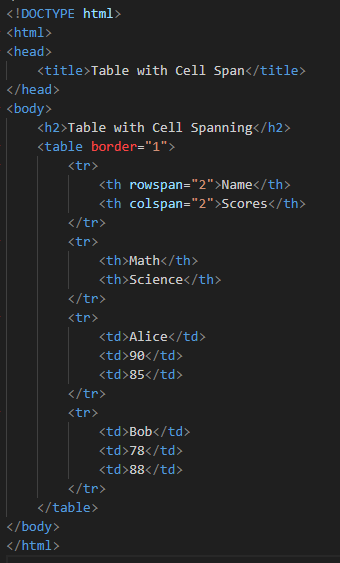 <!DOCTYPE html>
<html>
<head>
    <title>Table with Cell Span</title>
</head>
<body>
    <h2>Table with Cell Spanning</h2>
    <table border="1">
        <tr>
            <th rowspan="2">Name</th>
            <th colspan="2">Scores</th>
        </tr>
        <tr>
            <th>Math</th>
            <th>Science</th>
        </tr>
        <tr>
            <td>Alice</td>
            <td>90</td>
            <td>85</td>
        </tr>
        <tr>
            <td>Bob</td>
            <td>78</td>
            <td>88</td>
        </tr>
    </table>
</body>
</html>